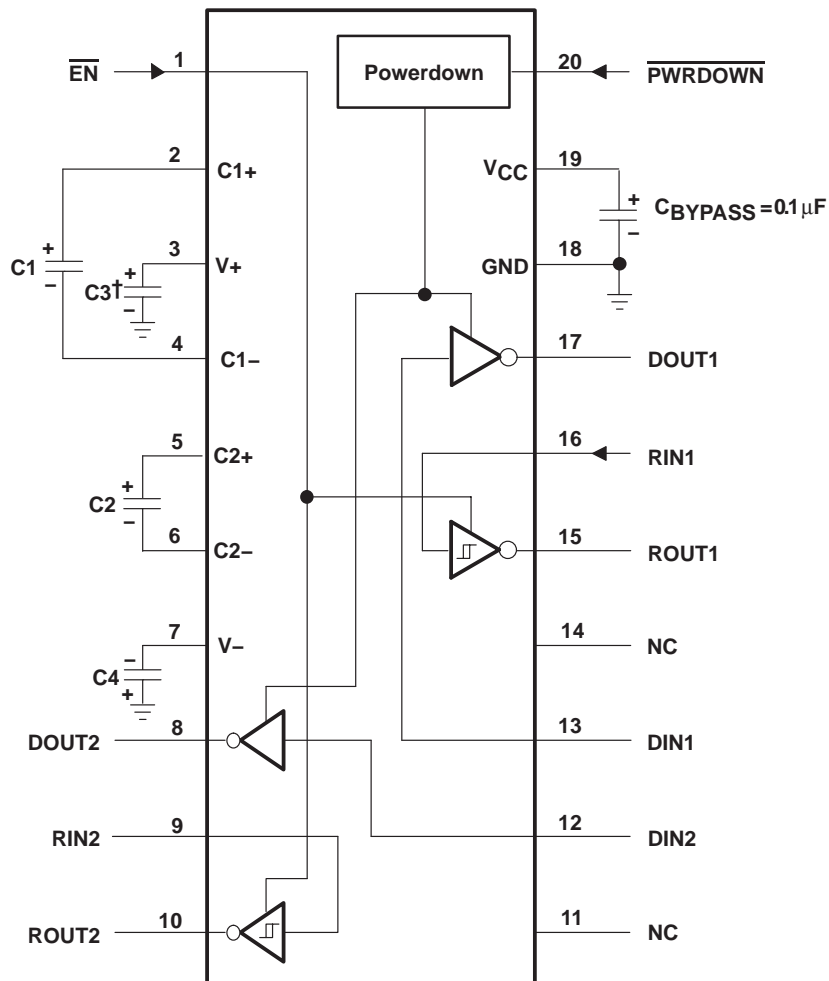 EN 1 Powerdown 20 PWRDOWN
2 C1+ VCC 19
+ CBYPASS = 0.1 µF
–
3 V+ GND 18
C1 + – C3† + –
4 C1– 17 DOUT1
5 C2+ 16 RIN1
C2 + –
6 C2– 15 ROUT1
7 V– 14 NC
C4 – +
DOUT2 8 13 DIN1
RIN2 9 12 DIN2
ROUT2 10 11 NC